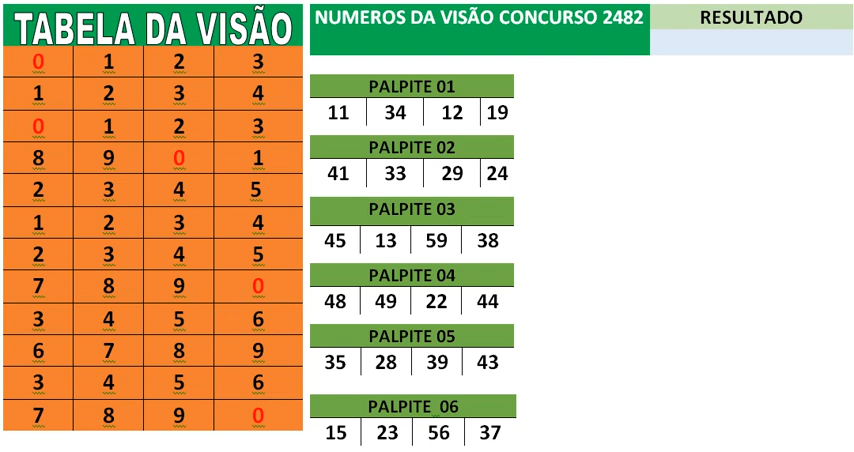 TABELA DA VISÃO
0 1 2 3
1 2 3 4
0 1 2 3
8 9 0 1
2 3 4 5
1 2 3 4
2 3 4 5
7 8 9 0
3 4 5 6
6 7 8 9
3 4 5 6
7 8 9 0
NUMEROS DA VISÃO CONCURSO 2482
RESULTADO
PALPITE 01
11 34 12 19
PALPITE 02
41 33 29 24
PALPITE 03
45 13 59 38
PALPITE 04
48 49 22 44
PALPITE 05
35 28 39 43
PALPITE 06
15 23 56 37